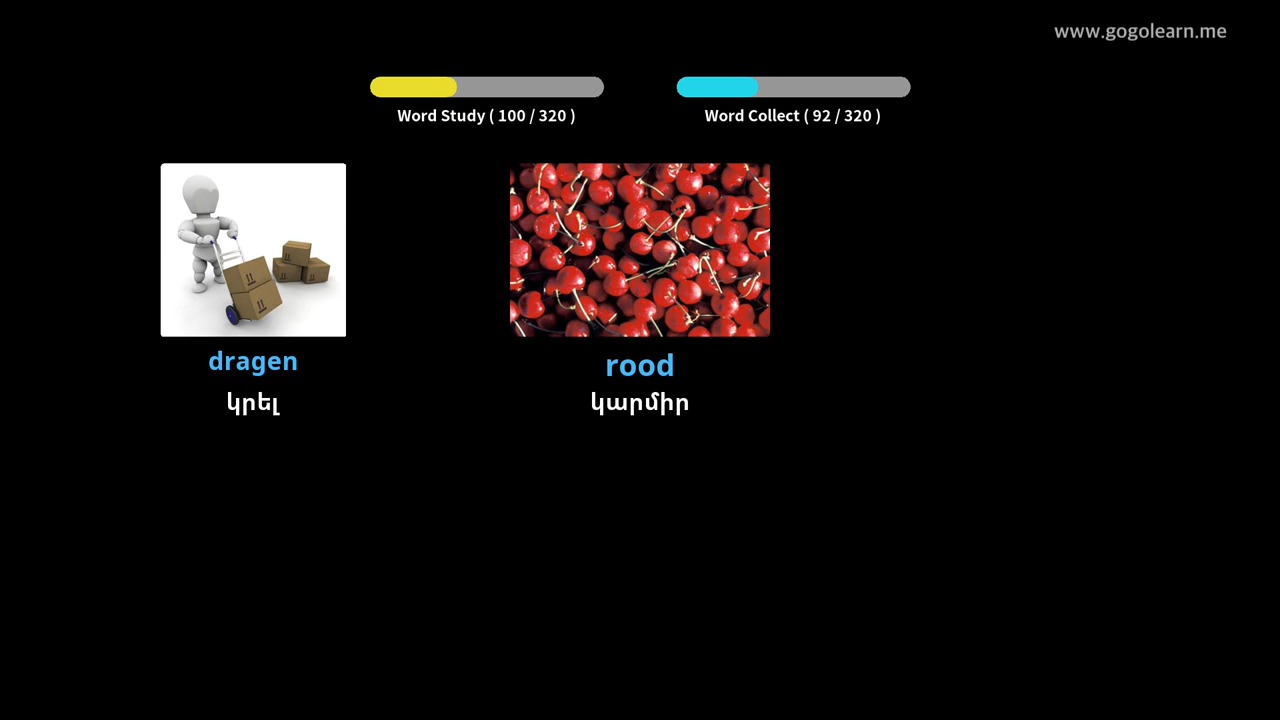 www.gogolearn.me
Word Study ( 100 / 320 )
Word Collect ( 92 / 320 )
dragen
կրել
rood
կարմիր